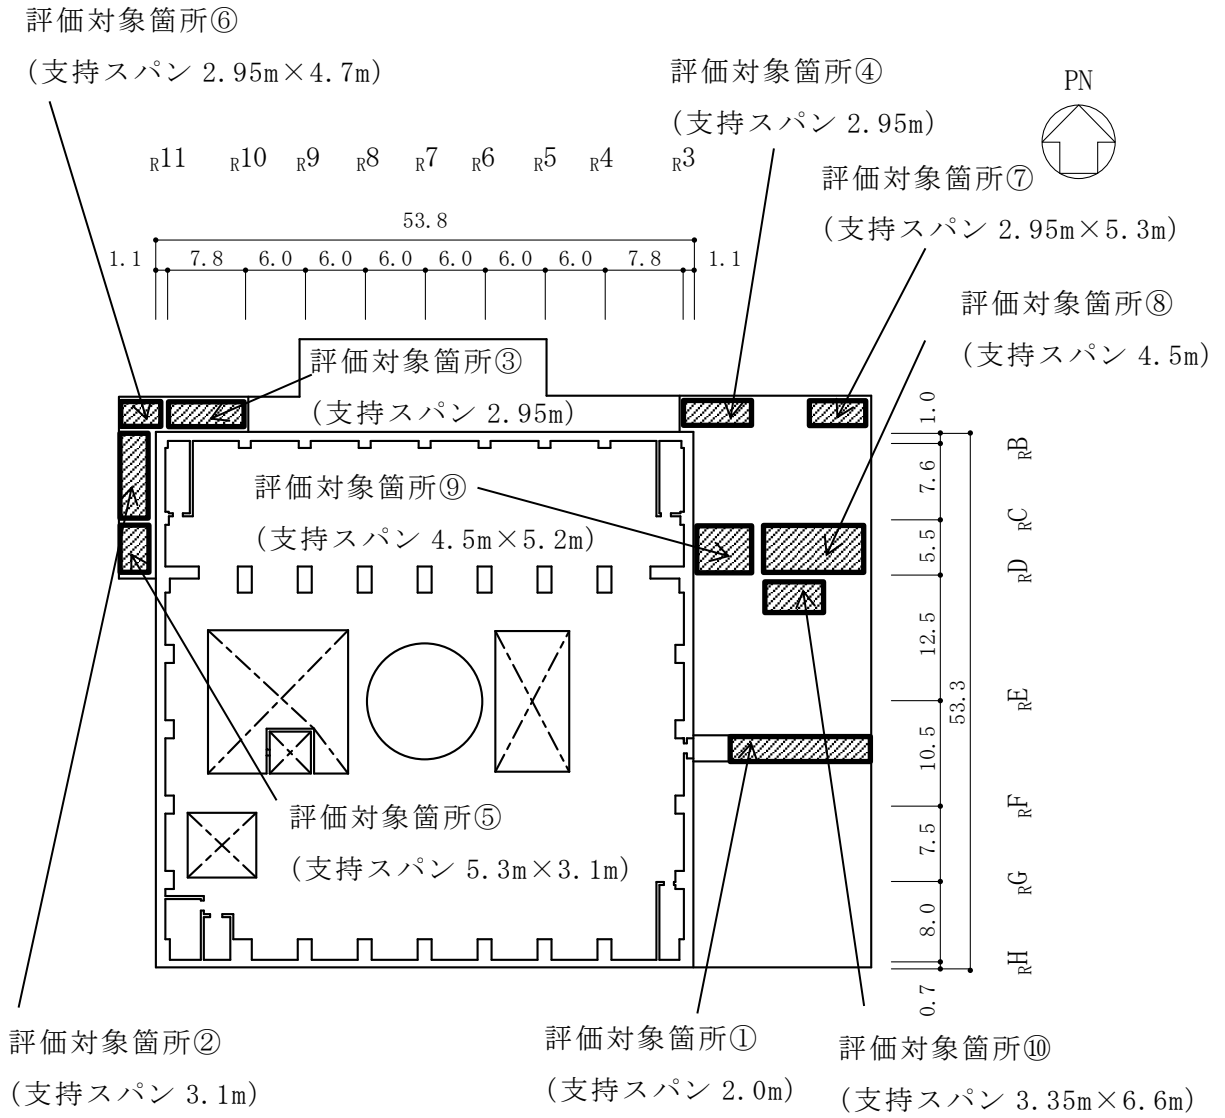 評価対象箇所⑥
(支持スパン 2.95m×4.7m)
評価対象箇所④
(支持スパン 2.95m)
PN
R11 R10 R9 R8 R7 R6 R5 R4 R3
評価対象箇所⑦
(支持スパン 2.95m×5.3m)
53.8
1.1 7.8 6.0 6.0 6.0 6.0 6.0 6.0 7.8 1.1
評価対象箇所⑧
(支持スパン 4.5m)
評価対象箇所③
(支持スパン 2.95m)
評価対象箇所⑨
(支持スパン 4.5m×5.2m)
1.0
7.6
5.5
12.5
10.5
7.5
8.0
0.7
53.3
RB
RC
RD
RE
RF
RG
RH
評価対象箇所⑤
(支持スパン 5.3m×3.1m)
評価対象箇所②
(支持スパン 3.1m)
評価対象箇所①
(支持スパン 2.0m)
評価対象箇所⑩
(支持スパン 3.35m×6.6m)